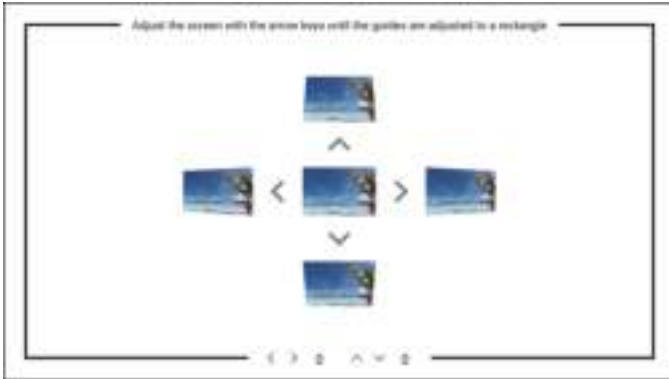 Adjust the screen with the arrow keys until the guides are adjusted to a rectangle
0 0